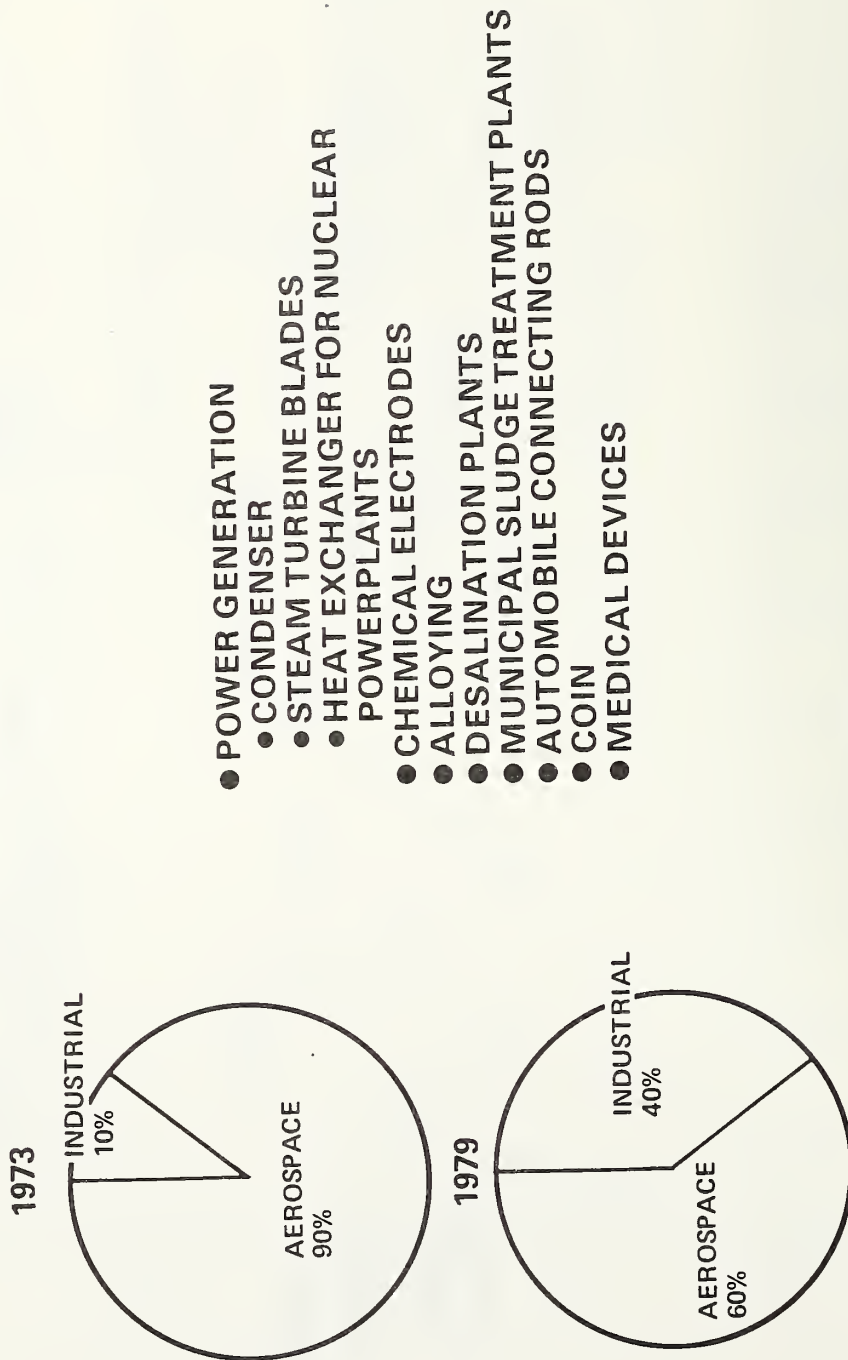 1973
INDUSTRIAL
10%
AEROSPACE
90%
1979
INDUSTRIAL
40%
AEROSPACE
60%
● POWER GENERATION
● CONDENSER
● STEAM TURBINE BLADES
● HEAT EXCHANGER FOR NUCLEAR
POWERPLANTS
● CHEMICAL ELECTRODES
● ALLOYING
● DESALINATION PLANTS
● MUNICIPAL SLUDGE TREATMENT PLANTS
● AUTOMOBILE CONNECTING RODS
● COIN
● MEDICAL DEVICES